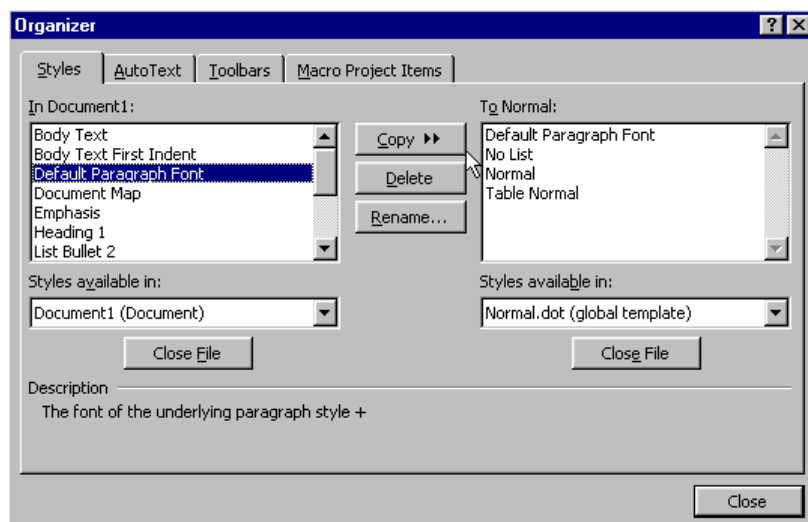 Organizer
Styles AutoText Toolbars Macro Project Items
In Document1:
Body Text
Body Text First Indent
Default Paragraph Font
Document Map
Emphasis
Heading 1
List Bullet 2
Copy
Delete
Rename...
To Normal:
Default Paragraph Font
No List
Normal
Table Normal
Styles available in:
Document1 (Document)
Close File
Styles available in:
Normal.dot (global template)
Close File
Description
The font of the underlying paragraph style +
Close